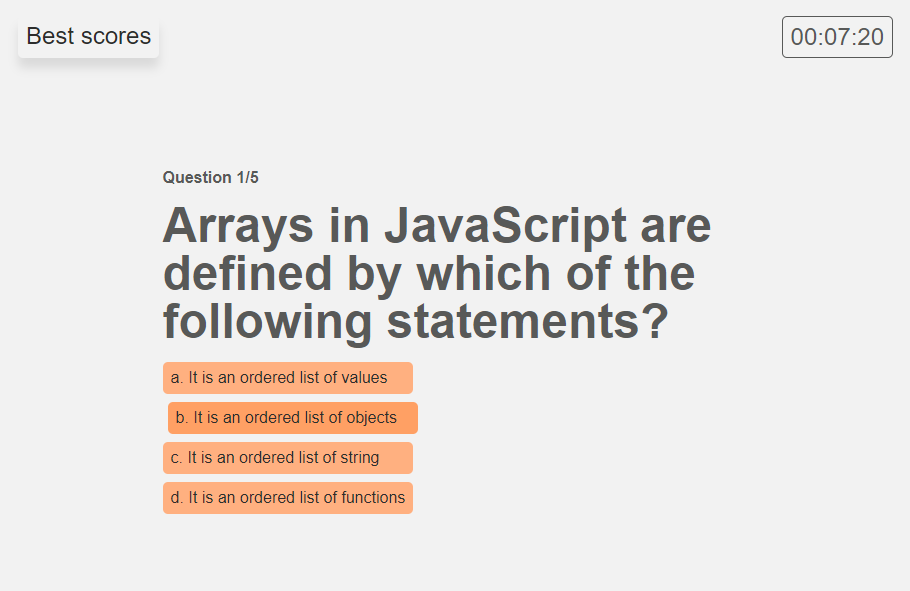 Best scores
00:07:20
Question 1/5
Arrays in JavaScript are
defined by which of the
following statements?
a. It is an ordered list of values
b. It is an ordered list of objects
c. It is an ordered list of string
d. It is an ordered list of functions